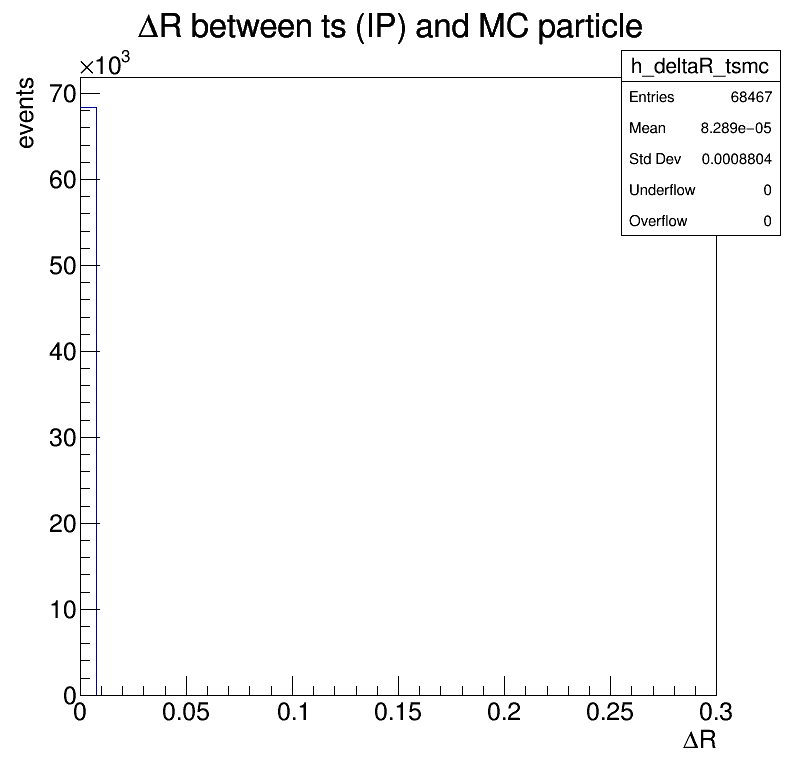 ΔR between ts (IP) and MC particle
×10³
events
h_deltaR_tsmc
Entries 68467
Mean 8.289e−05
Std Dev 0.0008804
Underflow 0
Overflow 0
70
60
50
40
30
20
10
0
0 0.05 0.1 0.15 0.2 0.25 0.3
ΔR